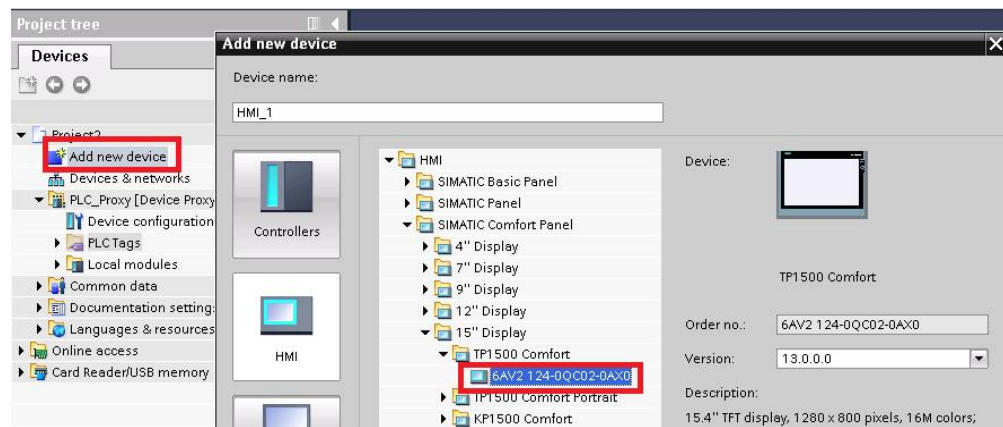 Project tree
Devices
Project2
Add new device
Devices & networks
PLC_Proxy [Device Proxy
Device configuration
PLC Tags
Local modules
Common data
Documentation setting
Languages & resources
Online access
Card Reader/USB memory
Add new device
Device name:
HMI_1
Controllers
HMI
HMI
SIMATIC Basic Panel
SIMATIC Panel
SIMATIC Comfort Panel
4'' Display
7'' Display
9'' Display
12'' Display
15'' Display
TP1500 Comfort
6AV2 124-0QC02-0AX0
TP1500 Comfort Portrait
KP1500 Comfort
Device:
TP1500 Comfort
Order no.: 6AV2 124-0QC02-0AX0
Version: 13.0.0.0
Description:
15.4'' TFT display, 1280 x 800 pixels, 16M colors;